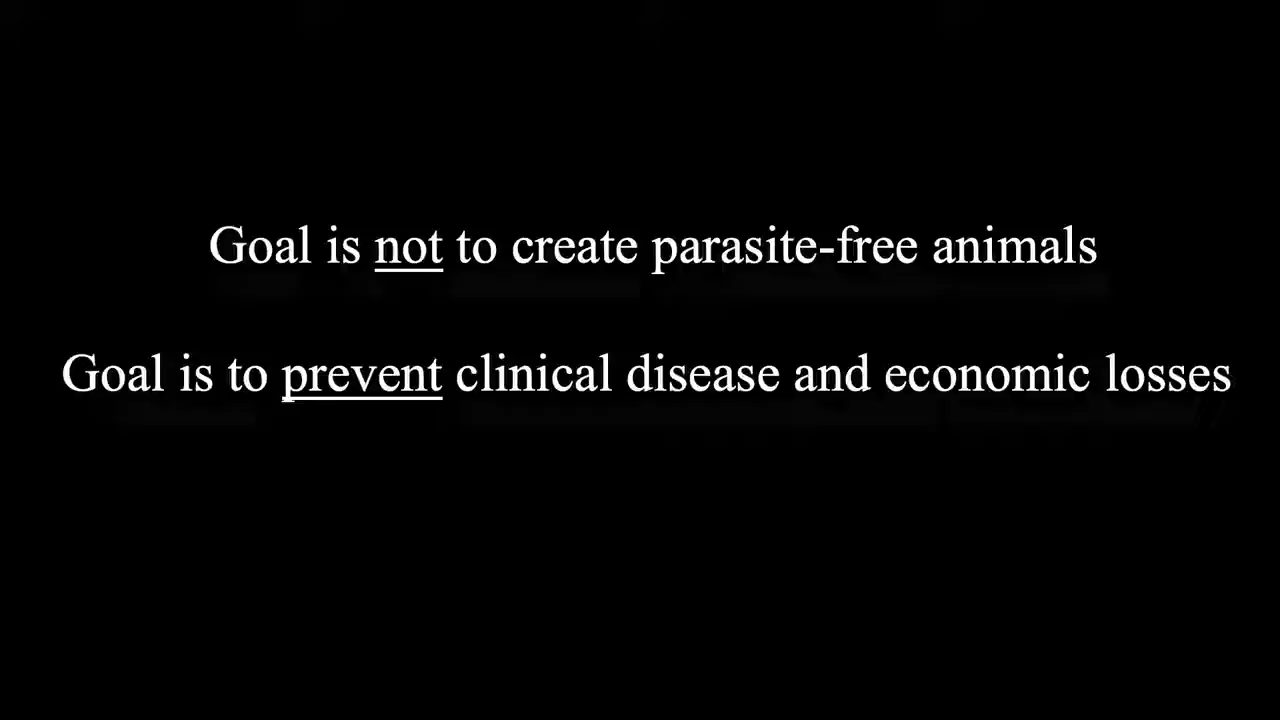 Goal is not to create parasite-free animals
Goal is to prevent clinical disease and economic losses